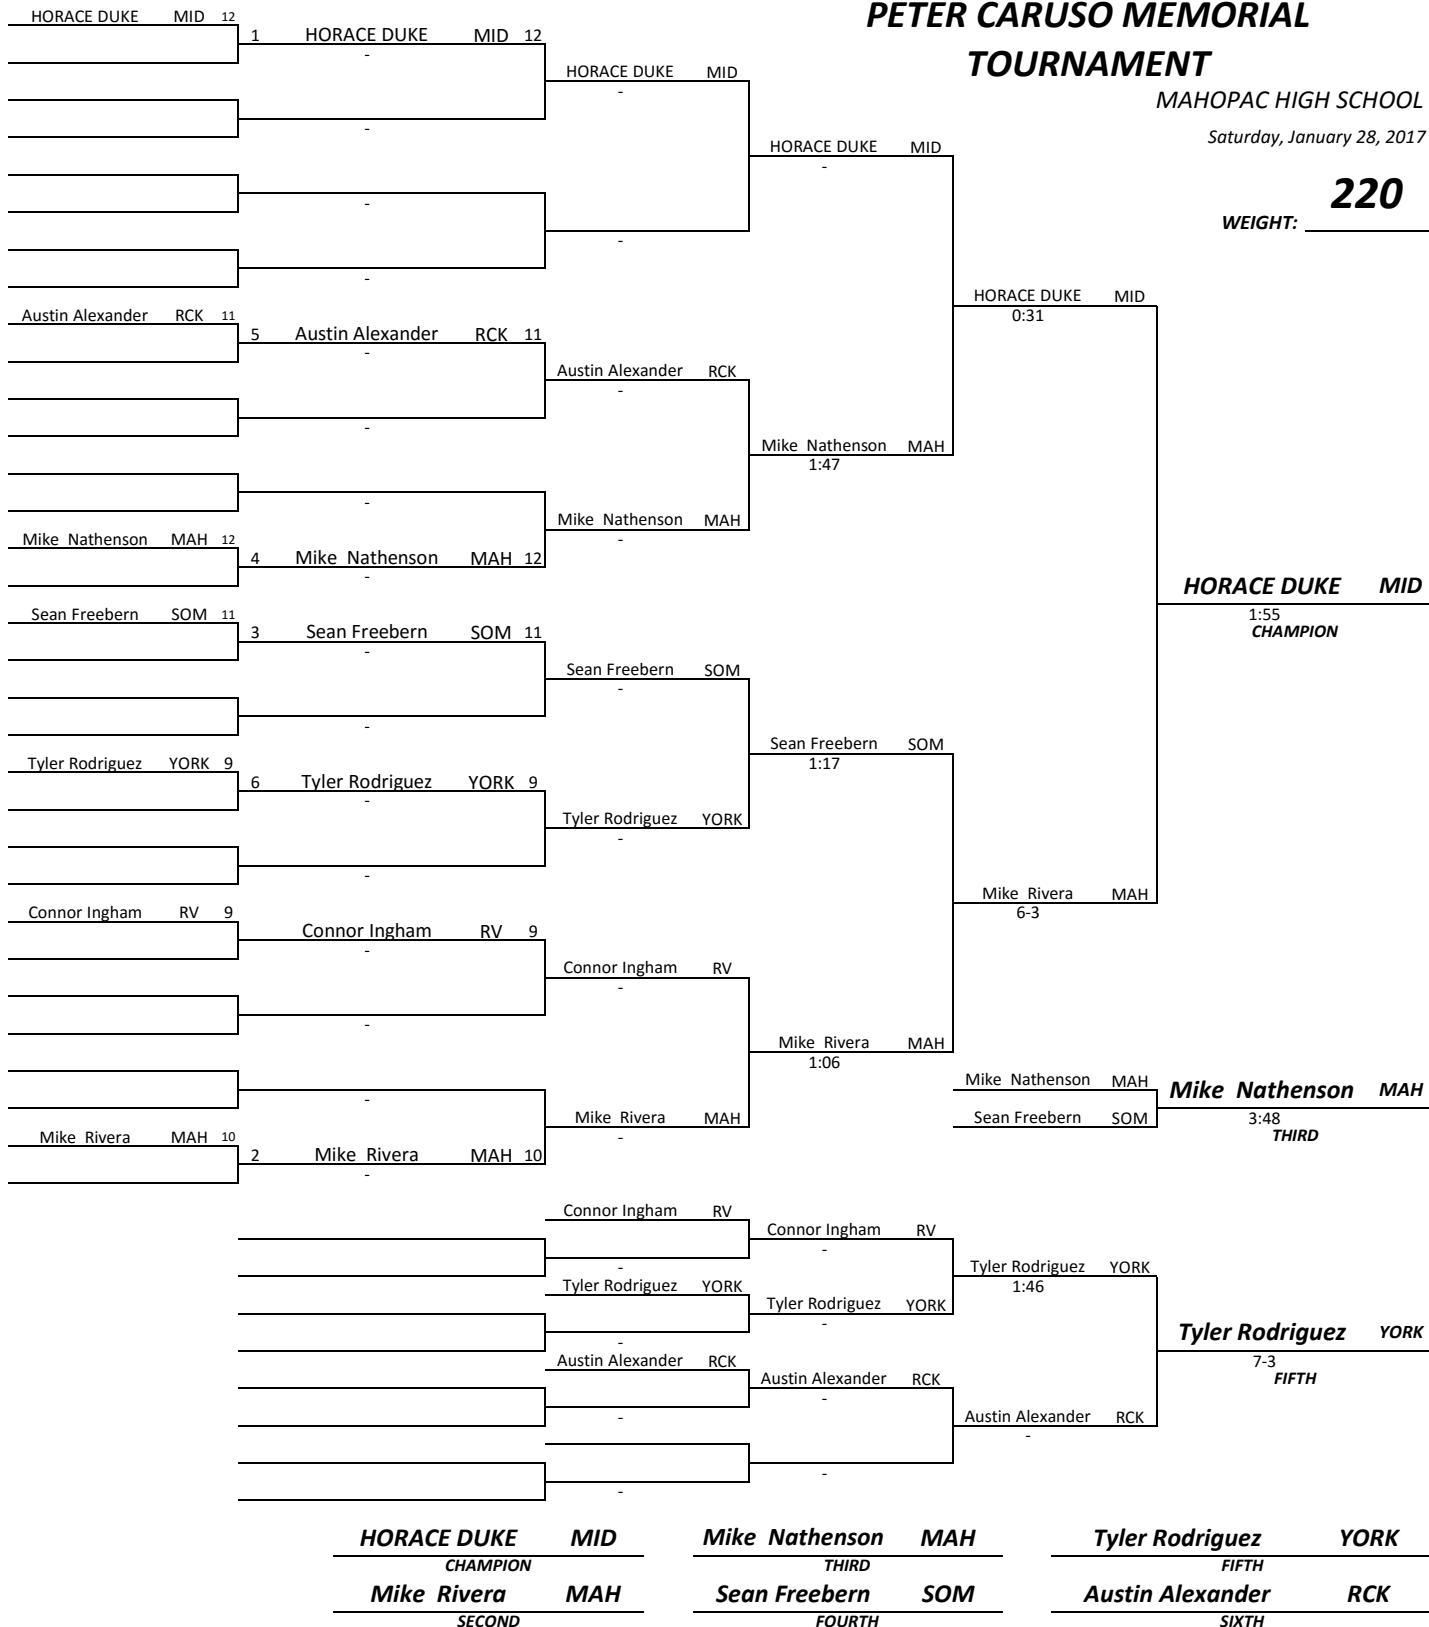 PETER CARUSO MEMORIAL
TOURNAMENT
MAHOPAC HIGH SCHOOL
Saturday, January 28, 2017
220
WEIGHT:
HORACE DUKE MID 12
1 HORACE DUKE MID 12
-
HORACE DUKE MID
-
-
HORACE DUKE MID
-
-
-
-
HORACE DUKE MID
0:31
Austin Alexander RCK 11
5 Austin Alexander RCK 11
-
Austin Alexander RCK
-
-
Mike Nathenson MAH
1:47
-
Mike Nathenson MAH
-
Mike Nathenson MAH 12
4 Mike Nathenson MAH 12
-
HORACE DUKE MID
1:55
CHAMPION
Sean Freebern SOM 11
3 Sean Freebern SOM 11
-
Sean Freebern SOM
-
-
Sean Freebern SOM
1:17
Tyler Rodriguez YORK 9
6 Tyler Rodriguez YORK 9
-
Tyler Rodriguez YORK
-
-
Mike Rivera MAH
6-3
Connor Ingham RV 9
Connor Ingham RV 9
-
Connor Ingham RV
-
-
Mike Rivera MAH
1:06
-
Mike Rivera MAH
-
Mike Rivera MAH 10
2 Mike Rivera MAH 10
-
Mike Nathenson MAH
Sean Freebern SOM
Mike Nathenson MAH
3:48
THIRD
Connor Ingham RV
-
Connor Ingham RV
-
Tyler Rodriguez YORK
-
Tyler Rodriguez YORK
-
Tyler Rodriguez YORK
1:46
Austin Alexander RCK
-
Austin Alexander RCK
-
-
-
Austin Alexander RCK
-
Tyler Rodriguez YORK
7-3
FIFTH
HORACE DUKE MID Mike Nathenson MAH Tyler Rodriguez YORK
CHAMPION THIRD FIFTH
Mike Rivera MAH Sean Freebern SOM Austin Alexander RCK
SECOND FOURTH SIXTH